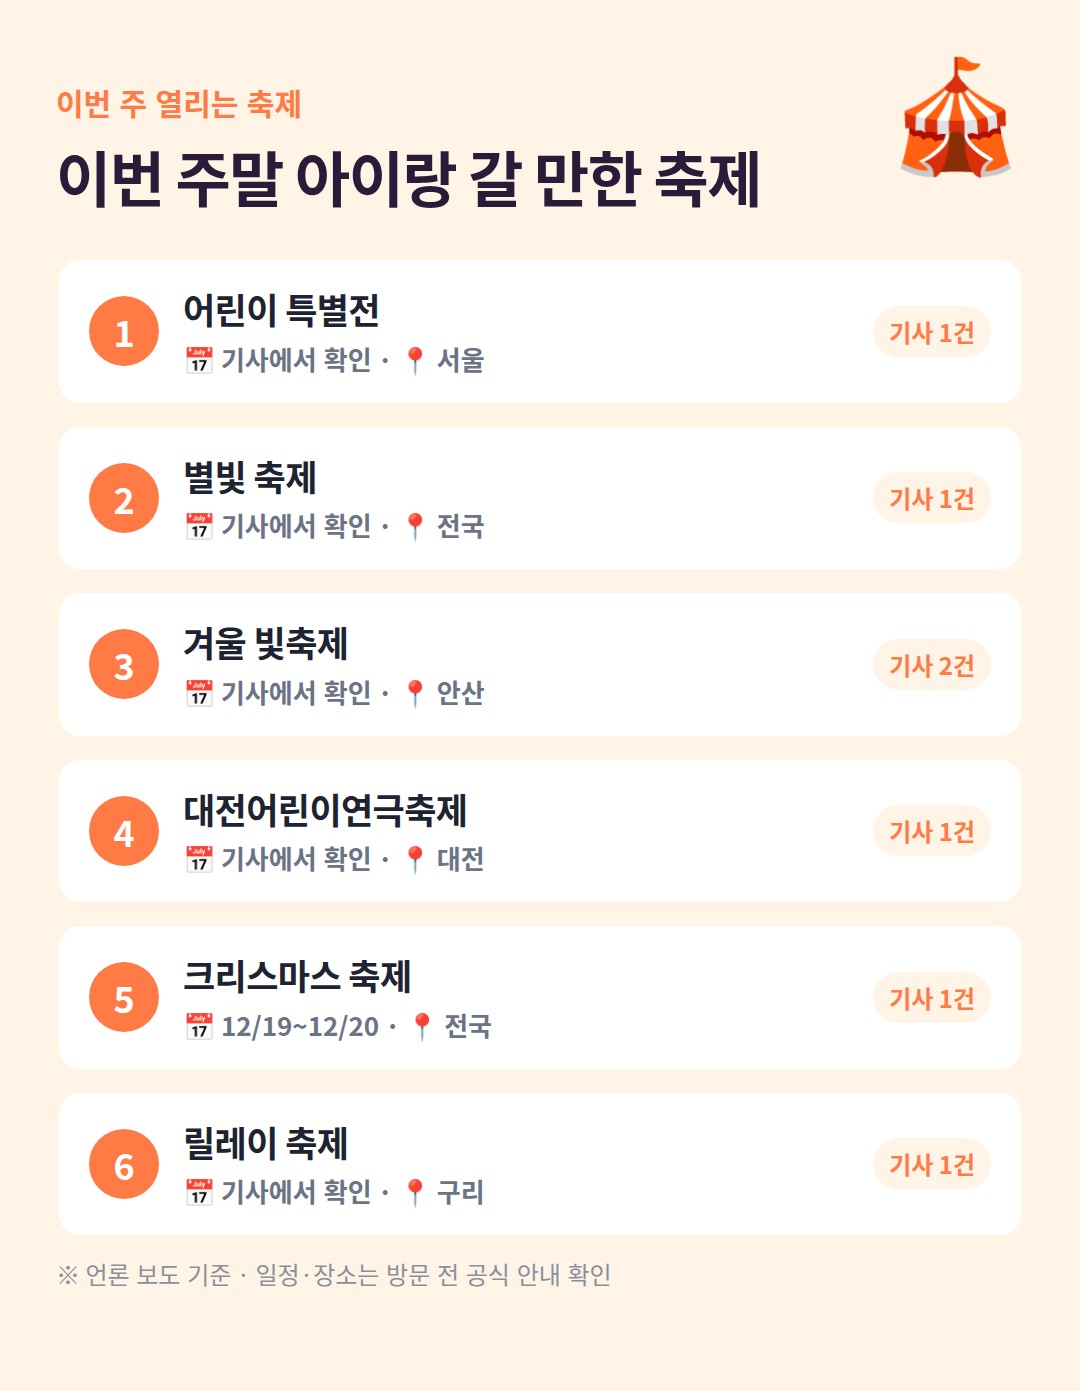 이번 주 열리는 축제
이번 주말 아이랑 갈 만한 축제
1
어린이 특별전
📅 기사에서 확인 · 📍 서울
기사 1건
2
별빛 축제
📅 기사에서 확인 · 📍 전국
기사 1건
3
겨울 빛축제
📅 기사에서 확인 · 📍 안산
기사 2건
4
대전어린이연극축제
📅 기사에서 확인 · 📍 대전
기사 1건
5
크리스마스 축제
📅 12/19~12/20 · 📍 전국
기사 1건
6
릴레이 축제
📅 기사에서 확인 · 📍 구리
기사 1건
※ 언론 보도 기준 · 일정·장소는 방문 전 공식 안내 확인